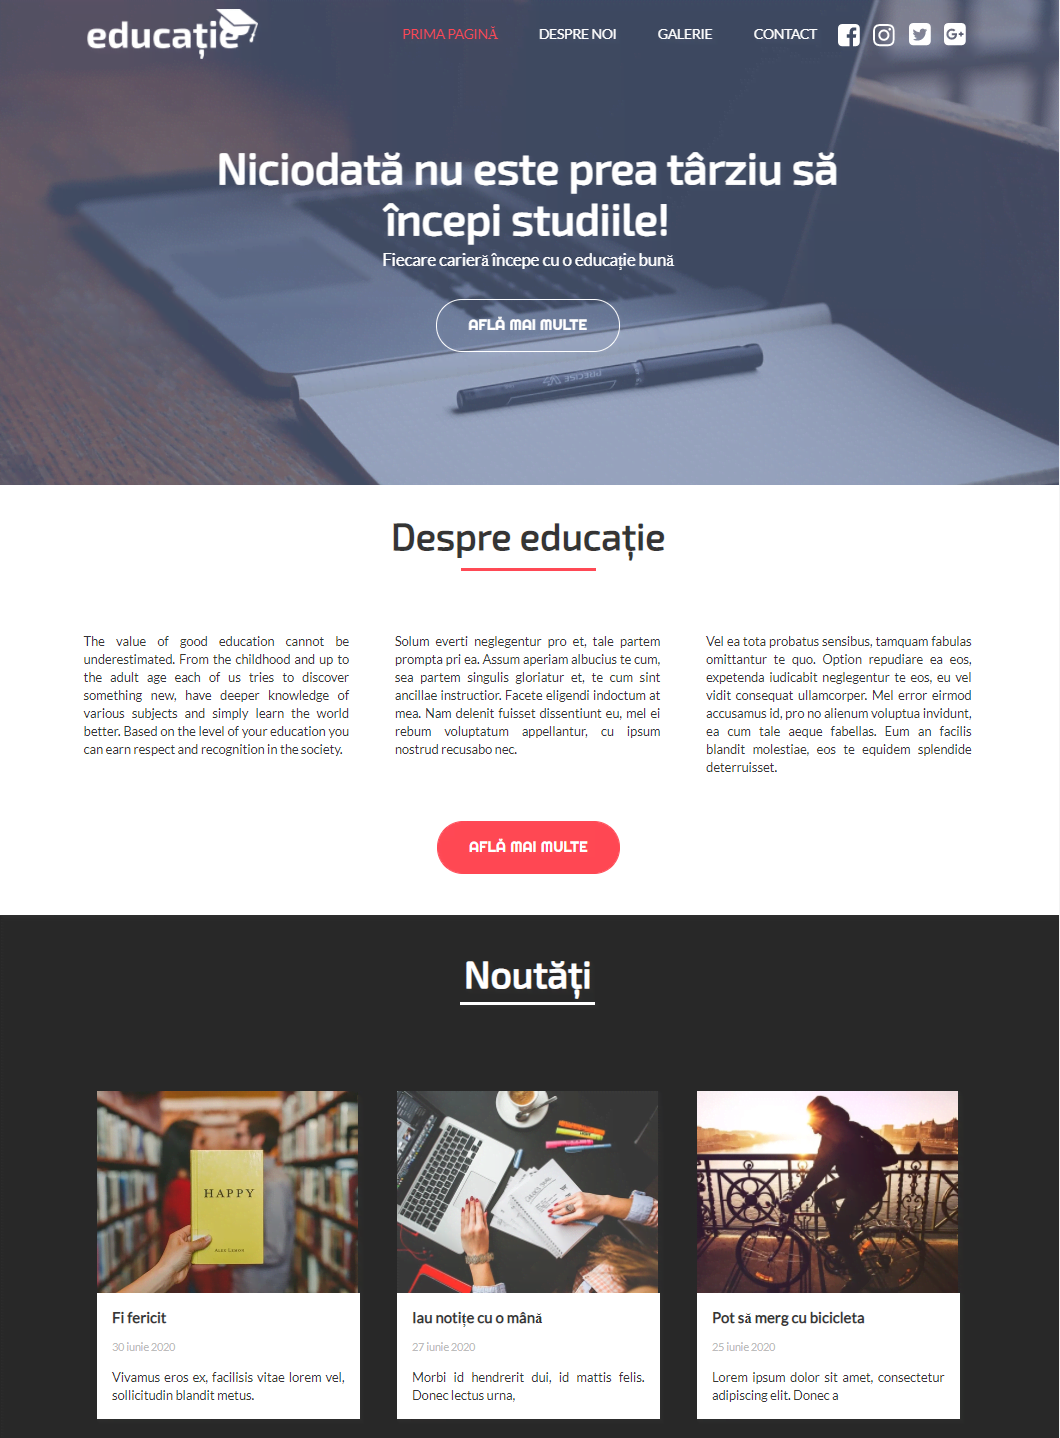 educație
PRIMA PAGINĂ DESPRE NOI GALERIE CONTACT
Niciodată nu este prea târziu să
începi studiile!
Fiecare carieră începe cu o educație bună
AFLĂ MAI MULTE
PRECISE V5
Despre educație
The value of good education cannot be
underestimated. From the childhood and up to
the adult age each of us tries to discover
something new, have deeper knowledge of
various subjects and simply learn the world
better. Based on the level of your education you
can earn respect and recognition in the society.
Solum everti neglegentur pro et, tale partem
prompta pri ea. Assum aperiam albucius te cum,
sea partem singulis gloriatur et, te cum sint
ancillae instructior. Facete eligendi indoctum at
mea. Nam delenit fuisset dissentiunt eu, mel ei
rebum voluptatum appellantur, cu ipsum
nostrud recusabo nec.
Vel ea tota probatus sensibus, tamquam fabulas
omittantur te quo. Option repudiare ea eos,
expetenda iudicabit neglegentur te eos, eu vel
vidit consequat ullamcorper. Mel error eirmod
accusamus id, pro no alienum voluptua invidunt,
ea cum tale aeque fabellas. Eum an facilis
blandit molestiae, eos te equidem splendide
deterruisset.
AFLĂ MAI MULTE
Noutăți
HAPPY
ALEX LEMON
Fi fericit
30 iunie 2020
Vivamus eros ex, facilisis vitae lorem vel,
sollicitudin blandit metus.
Iau notițe cu o mână
27 iunie 2020
Morbi id hendrerit dui, id mattis felis.
Donec lectus urna,
Pot să merg cu bicicleta
25 iunie 2020
Lorem ipsum dolor sit amet, consectetur
adipiscing elit. Donec a